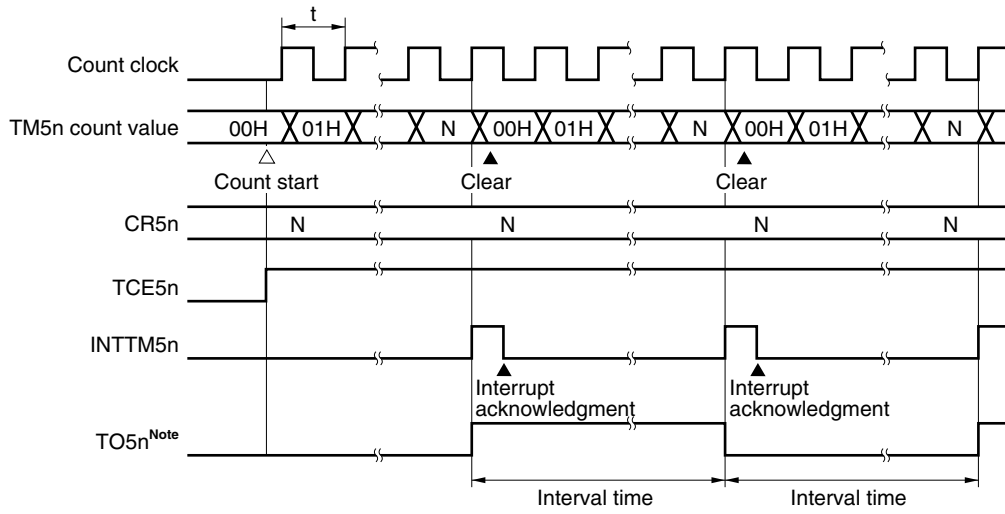 t
Count clock
TM5n count value 00H 01H N 00H 01H N 00H 01H N
Count start Clear Clear
CR5n N N N N
TCE5n
INTTM5n
Interrupt acknowledgment
Interrupt acknowledgment
TO5nNote
Interval time Interval time